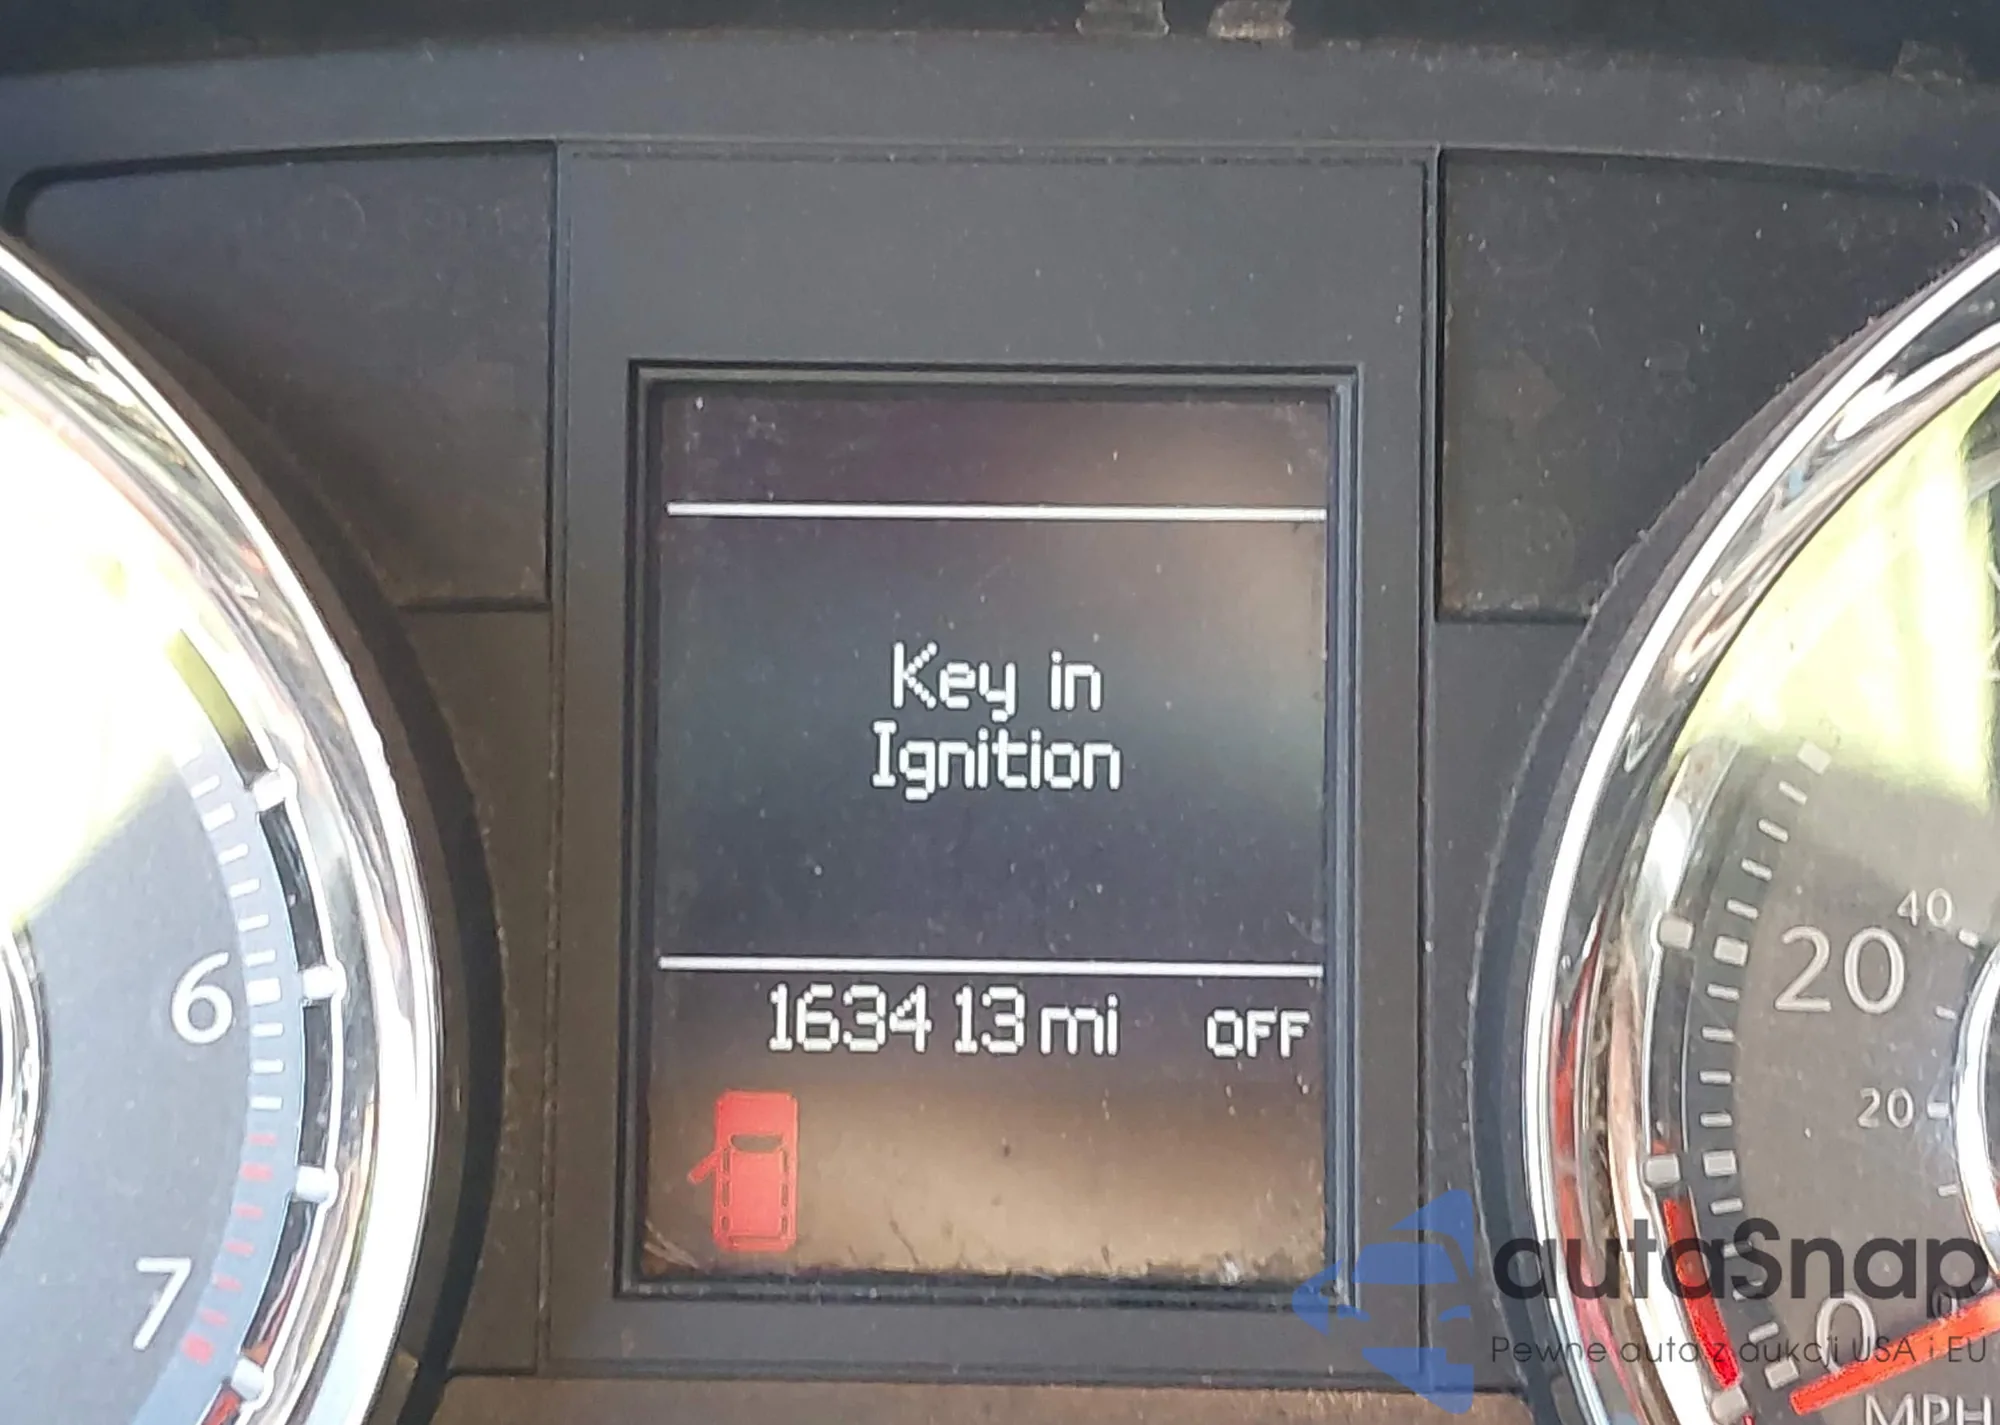 Key in
Ignition
163413 mi OFF
6
7
40
20
20
0
MPH
autaSnap
Pewne auta z aukcji USA i EU